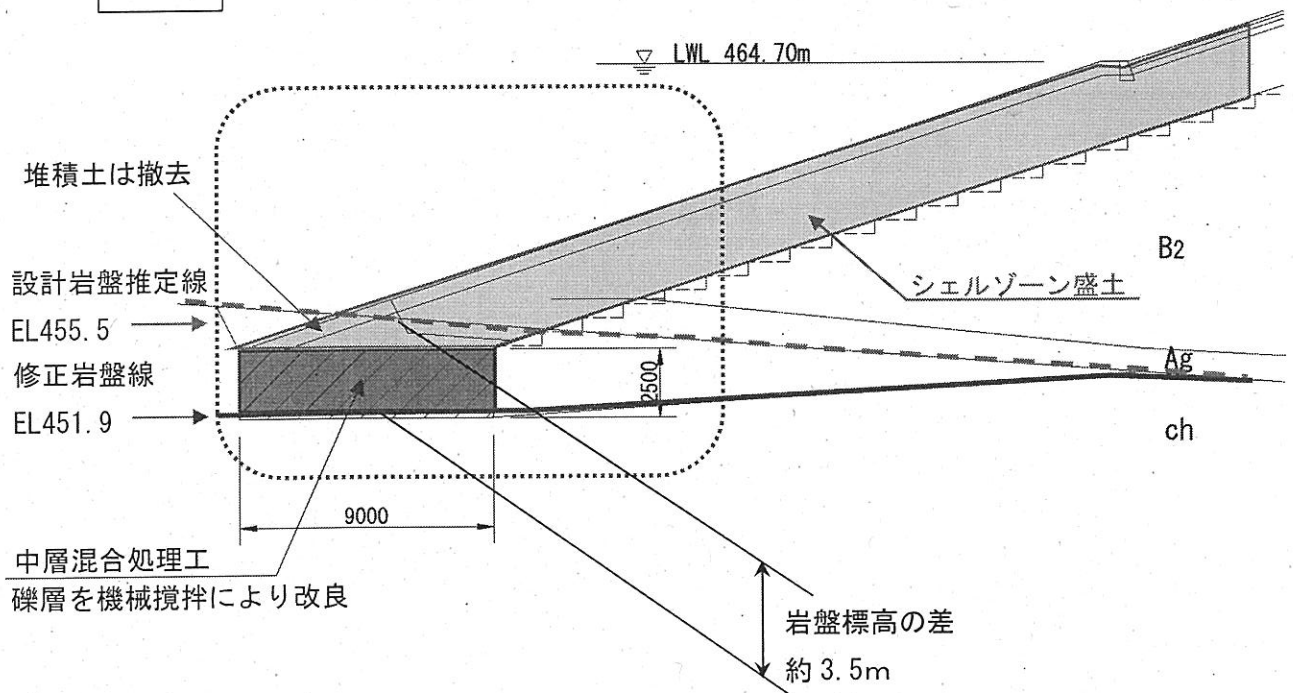 LWL 464.70m
堆積土は撤去
B2
シェルゾーン盛土
設計岩盤推定線
EL455.5
Ag
修正岩盤線
2500
EL451.9
ch
9000
中層混合処理工
礫層を機械撹拌により改良
岩盤標高の差
約3.5m